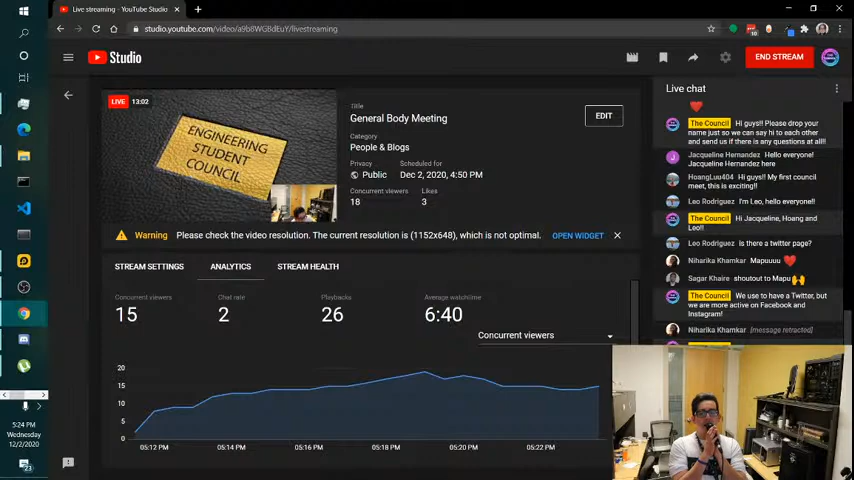 Live streaming - YouTube Studio
studio.youtube.com/video/a9b8WGBdEuY/livestreaming
Studio
END STREAM
LIVE 13:02
ENGINEERING
STUDENT
COUNCIL
Title
General Body Meeting
EDIT
Category
People & Blogs
Privacy
Scheduled for
Public
Dec 2, 2020, 4:50 PM
Concurrent viewers
Likes
18
3
Warning Please check the video resolution. The current resolution is (1152x648), which is not optimal. OPEN WIDGET
STREAM SETTINGS
ANALYTICS
STREAM HEALTH
Concurrent viewers
Chat rate
Playbacks
Average watchtime
15
2
26
6:40
Concurrent viewers
20
15
10
5
0
05:12 PM
05:14 PM
05:16 PM
05:18 PM
05:20 PM
05:22 PM
Live chat
The Council Hi guys!! Please drop your
name just so we can say hi to each other
and send us if there is any questions at all!!
Jacqueline Hernandez Hello everyone!
Jacqueline Hernandez here
HoangLuu404 Hi guys!! My first council
meet, this is exciting!!
Leo Rodriguez I'm Leo, hello everyone!!
The Council Hi Jacqueline, Hoang and
Leo!!
Leo Rodriguez Is there a twitter page?
Niharika Khamkar Mapuuuu
Sagar Khaire shoutout to Mapu
The Council We use to have a Twitter, but
we are more active on Facebook and
Instagram!
Niharika Khamkar [message retracted]
5:24 PM
Wednesday
12/2/2020
23